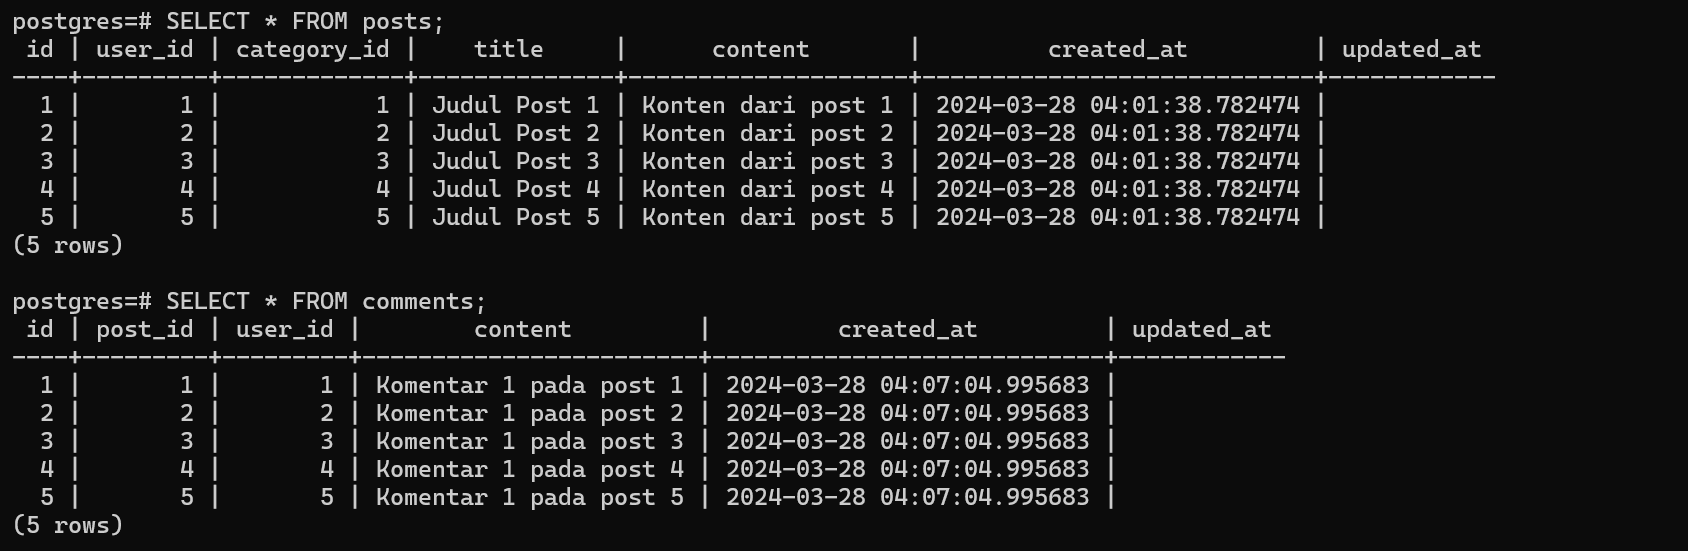 postgres=# SELECT * FROM posts;
 id | user_id | category_id |    title     |      content       |         created_at         | updated_at
----+---------+-------------+--------------+--------------------+----------------------------+------------
  1 |       1 |           1 | Judul Post 1 | Konten dari post 1 | 2024-03-28 04:01:38.782474 |
  2 |       2 |           2 | Judul Post 2 | Konten dari post 2 | 2024-03-28 04:01:38.782474 |
  3 |       3 |           3 | Judul Post 3 | Konten dari post 3 | 2024-03-28 04:01:38.782474 |
  4 |       4 |           4 | Judul Post 4 | Konten dari post 4 | 2024-03-28 04:01:38.782474 |
  5 |       5 |           5 | Judul Post 5 | Konten dari post 5 | 2024-03-28 04:01:38.782474 |
(5 rows)

postgres=# SELECT * FROM comments;
 id | post_id | user_id |        content         |         created_at         | updated_at
----+---------+---------+------------------------+----------------------------+------------
  1 |       1 |       1 | Komentar 1 pada post 1 | 2024-03-28 04:07:04.995683 |
  2 |       2 |       2 | Komentar 1 pada post 2 | 2024-03-28 04:07:04.995683 |
  3 |       3 |       3 | Komentar 1 pada post 3 | 2024-03-28 04:07:04.995683 |
  4 |       4 |       4 | Komentar 1 pada post 4 | 2024-03-28 04:07:04.995683 |
  5 |       5 |       5 | Komentar 1 pada post 5 | 2024-03-28 04:07:04.995683 |
(5 rows)